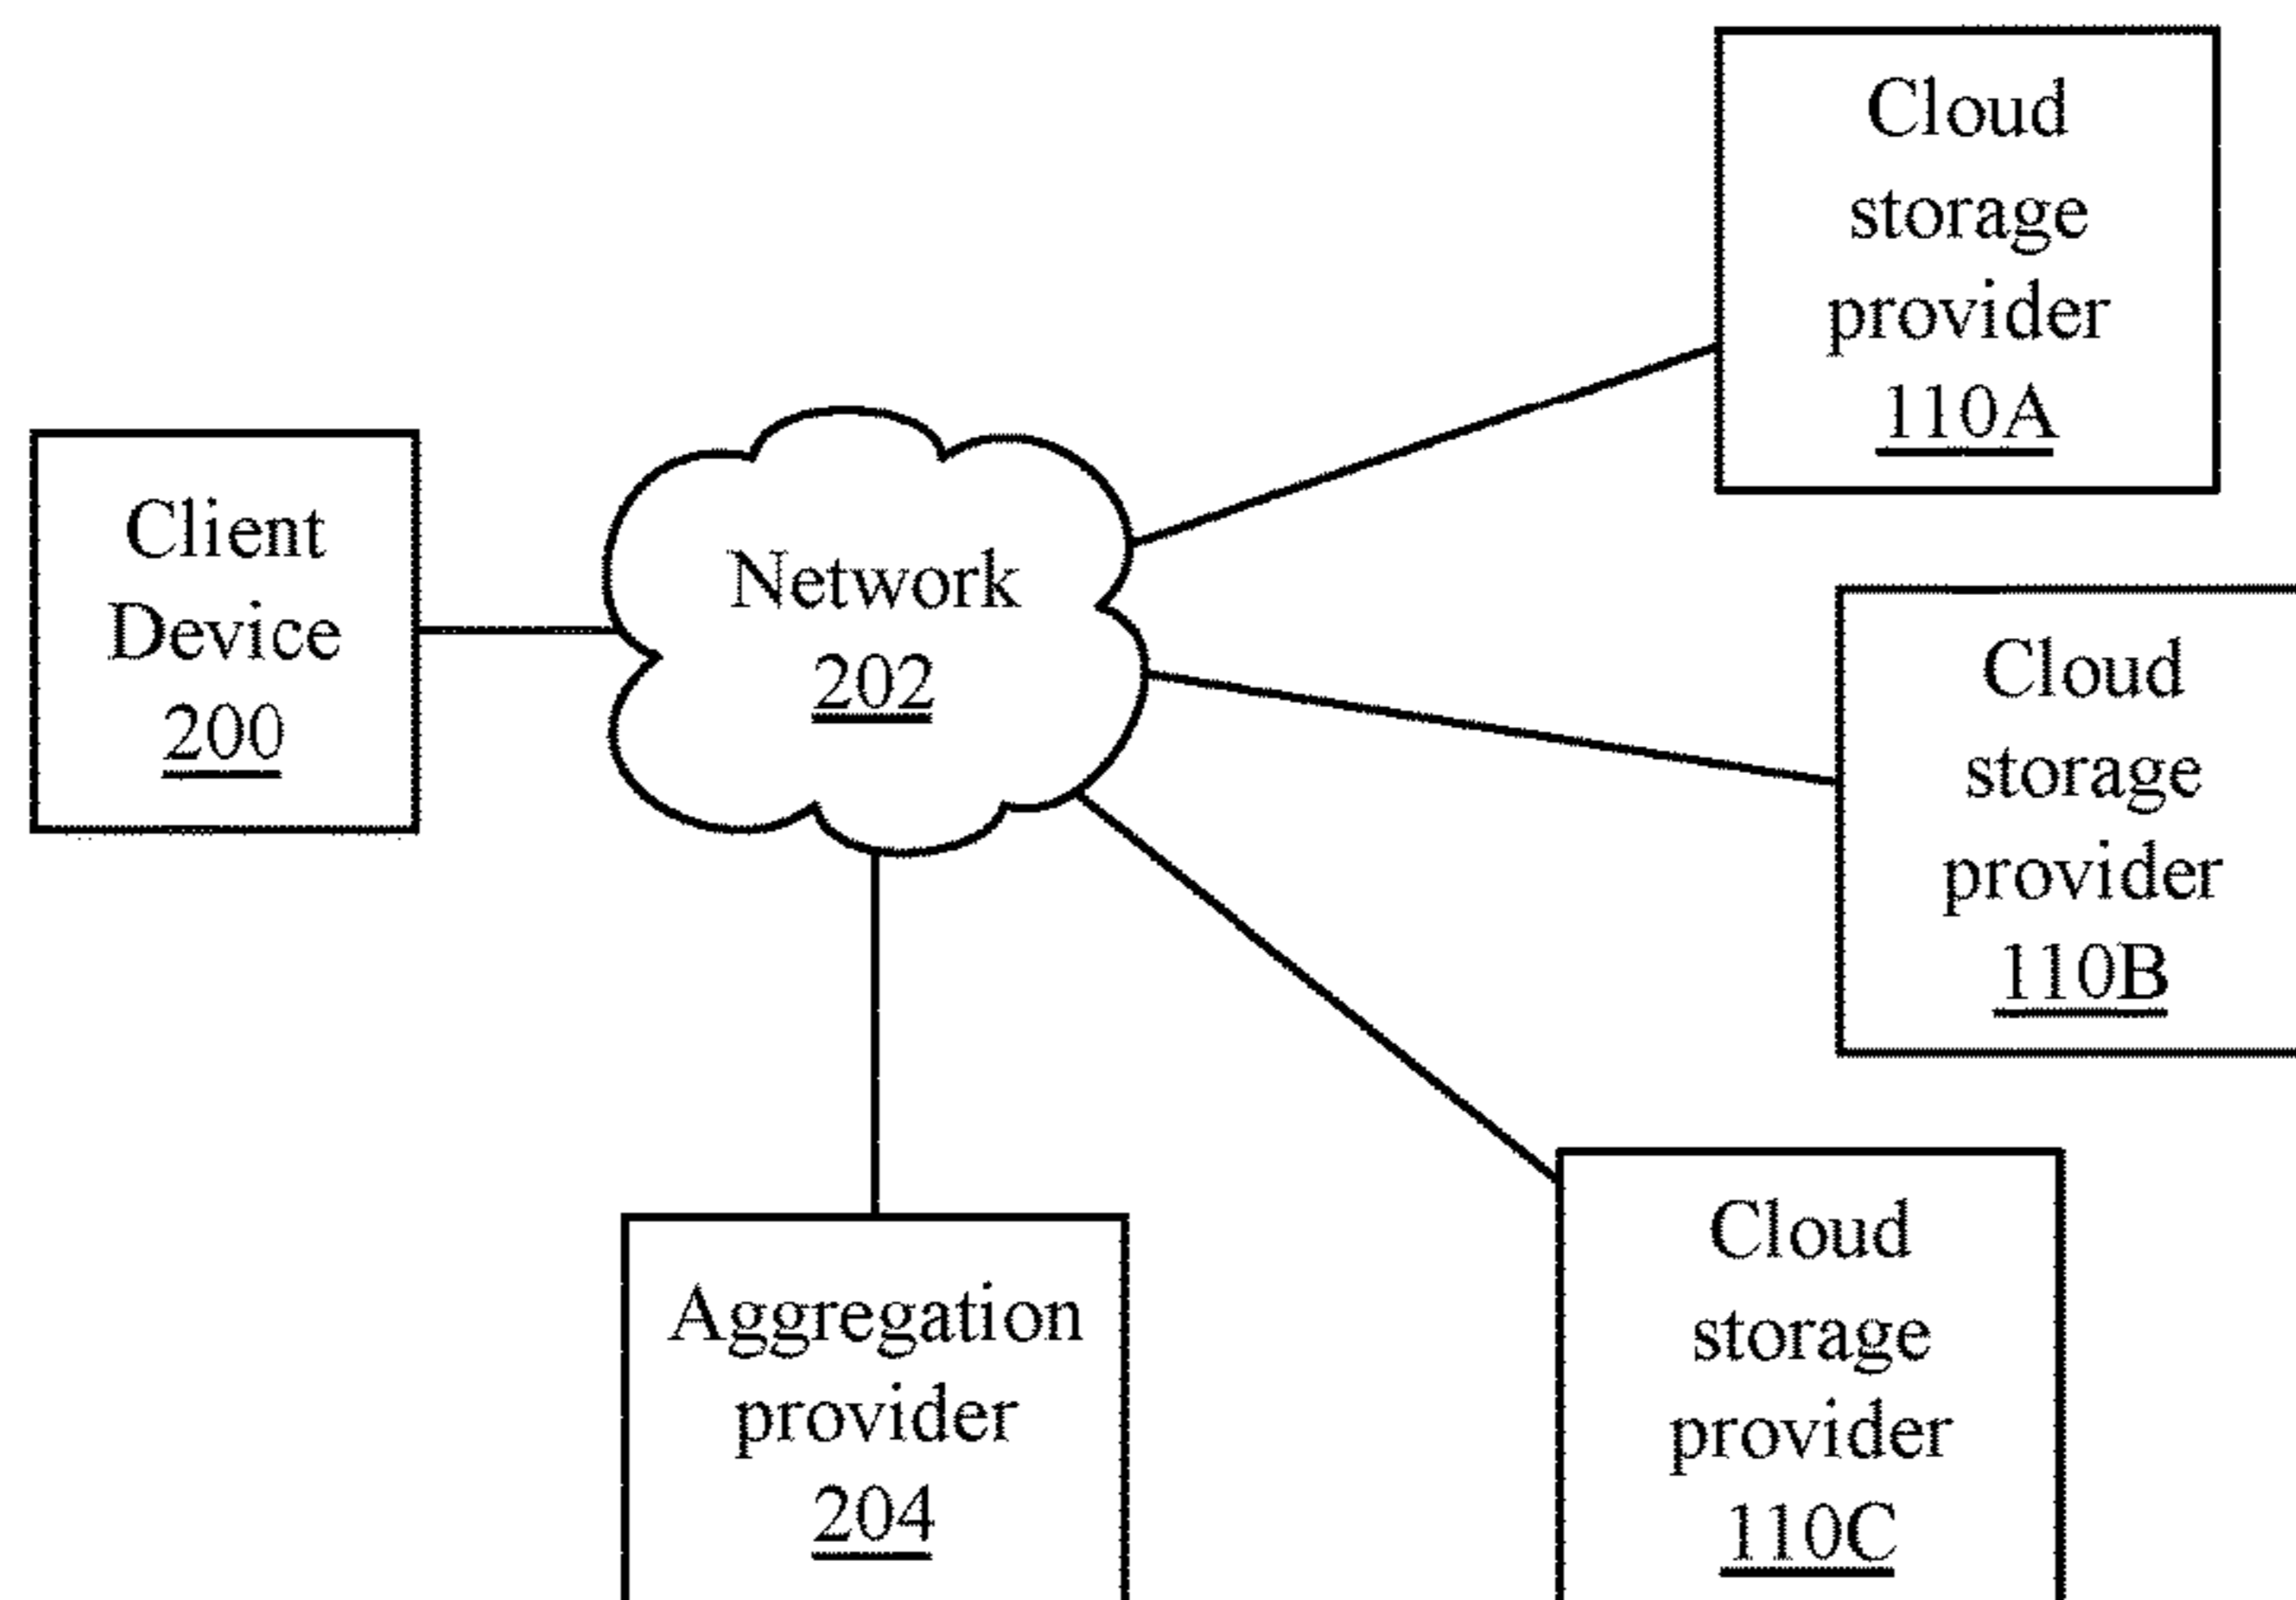 Cloud
storage
provider
110A
Client
Device
200
Network
202
Cloud
storage
provider
110B
Aggregation
provider
204
Cloud
storage
provider
110C